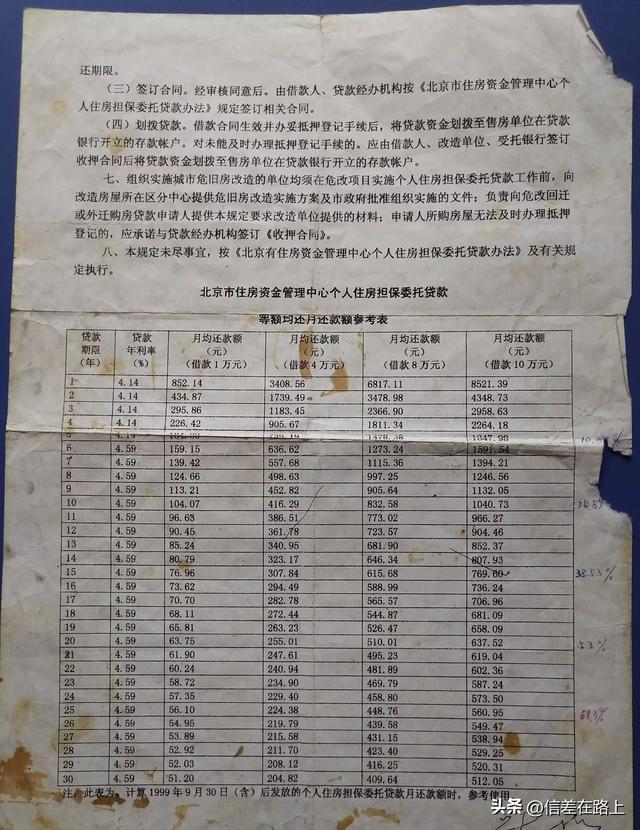 还期限。
（三）签订合同。经审核同意后。由借款人、贷款经办机构按《北京市住房资金管理中心个
人住房担保委托贷款办法》规定签订相关合同。
（四）划拨贷款。借款合同生效并办妥抵押登记手续后，将贷款资金划拨至售房单位在贷款
银行开立的存款帐户。对未能及时办理抵押登记手续的。应由借款人、改造单位、受托银行签订
收押合同后将贷款资金划拨至售房单位在贷款银行开立的存款帐户。
七、组织实施城市危旧房改造的单位均须在危改项目实施个人住房担保委托贷款工作前，向
改造房屋所在区分中心提供危旧房改造实施方案及市政府批准组织实施的文件；负责向危改回迁
或外迁购房贷款申请人提供本规定要求改造单位提供的材料；申请人所购房屋无法及时办理抵押
登记的，应承诺与贷款经办机构签订《收押合同》。
八、本规定未尽事宜，按《北京有住房资金管理中心个人住房担保委托贷款办法》及有关规
定执行。
北京市住房资金管理中心个人住房担保委托贷款
等额均还月还款额参考表
贷款期限（年） 贷款年利率（%） 月均还款额（元）（借款1万元） 月均还款额（元）（借款4万元） 月均还款额（元）（借款8万元） 月均还款额（元）（借款10万元）
1 4.14 852.14 3408.56 6817.11 8521.39
2 4.14 434.87 1739.49 3478.98 4348.73
3 4.14 295.86 1183.45 2366.90 2958.63
4 4.14 226.42 905.67 1811.34 2264.18
5 4.14 184.80 739.19 1478.38 1847.98
6 4.59 159.15 636.62 1273.24 1591.54
7 4.59 139.42 557.68 1115.36 1394.21
8 4.59 124.66 498.63 997.25 1246.56
9 4.59 113.21 452.82 905.64 1132.05
10 4.59 104.07 416.29 832.58 1040.73 24.87%
11 4.59 96.63 386.51 773.02 966.27
12 4.59 90.45 361.78 723.57 904.46
13 4.59 85.24 340.95 681.90 852.37
14 4.59 80.79 323.17 646.34 807.93
15 4.59 76.96 307.84 615.68 769.60 38.53%
16 4.59 73.62 294.49 588.99 736.24
17 4.59 70.70 282.78 565.57 706.96
18 4.59 68.11 272.44 544.87 681.09
19 4.59 65.81 263.23 526.47 658.09
20 4.59 63.75 255.01 510.01 637.52 53%
21 4.59 61.90 247.61 495.23 619.04
22 4.59 60.24 240.94 481.89 602.36
23 4.59 58.72 234.90 469.79 587.24
24 4.59 57.35 229.40 458.80 573.50
25 4.59 56.10 224.38 448.76 560.95 68.3%
26 4.59 54.95 219.79 439.58 549.47
27 4.59 53.89 215.58 431.15 538.94
28 4.59 52.92 211.70 423.40 529.25
29 4.59 52.03 208.12 416.25 520.31
30 4.59 51.20 204.82 409.64 512.05
注：此表为：计算1999年9月30日（含）后发放的个人住房担保委托贷款月还款额时，参考使用。
头条 @信差在路上